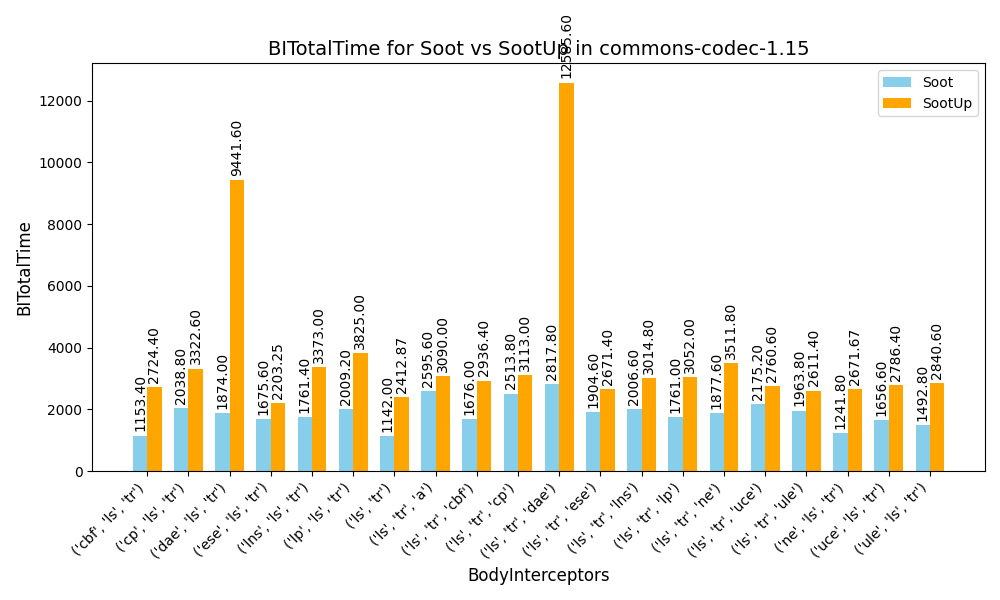 BITotalTime for Soot vs SootUp in commons-codec-1.15
Soot
SootUp
BITotalTime
12000
10000
8000
6000
4000
2000
0
1153.40
2724.40
2038.80
3322.60
1874.00
9441.60
1675.60
2203.25
1761.40
3373.00
2009.20
3825.00
1142.00
2412.87
2595.60
3090.00
1676.00
2936.40
2513.80
3113.00
2817.80
12585.60
1904.60
2671.40
2006.60
3014.80
1761.00
3052.00
1877.60
3511.80
2175.20
2760.60
1963.80
2611.40
1241.80
2671.67
1656.60
2786.40
1492.80
2840.60
('cbf', 'ls', 'tr')
('cp', 'ls', 'tr')
('dae', 'ls', 'tr')
('ese', 'ls', 'tr')
('lns', 'ls', 'tr')
('lp', 'ls', 'tr')
('ls', 'tr')
('ls', 'tr', 'a')
('ls', 'tr', 'cbf')
('ls', 'tr', 'cp')
('ls', 'tr', 'dae')
('ls', 'tr', 'ese')
('ls', 'tr', 'lns')
('ls', 'tr', 'lp')
('ls', 'tr', 'ne')
('ls', 'tr', 'uce')
('ls', 'tr', 'ule')
('ne', 'ls', 'tr')
('uce', 'ls', 'tr')
('ule', 'ls', 'tr')
BodyInterceptors